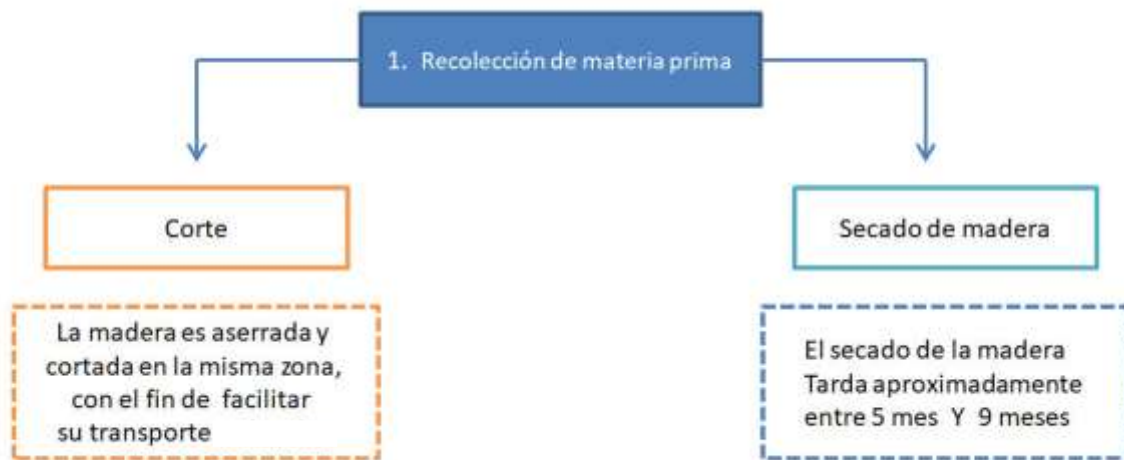 1. Recolección de materia prima
Corte
La madera es aserrada y
cortada en la misma zona,
con el fin de facilitar
su transporte
Secado de madera
El secado de la madera
Tarda aproximadamente
entre 5 mes Y 9 meses